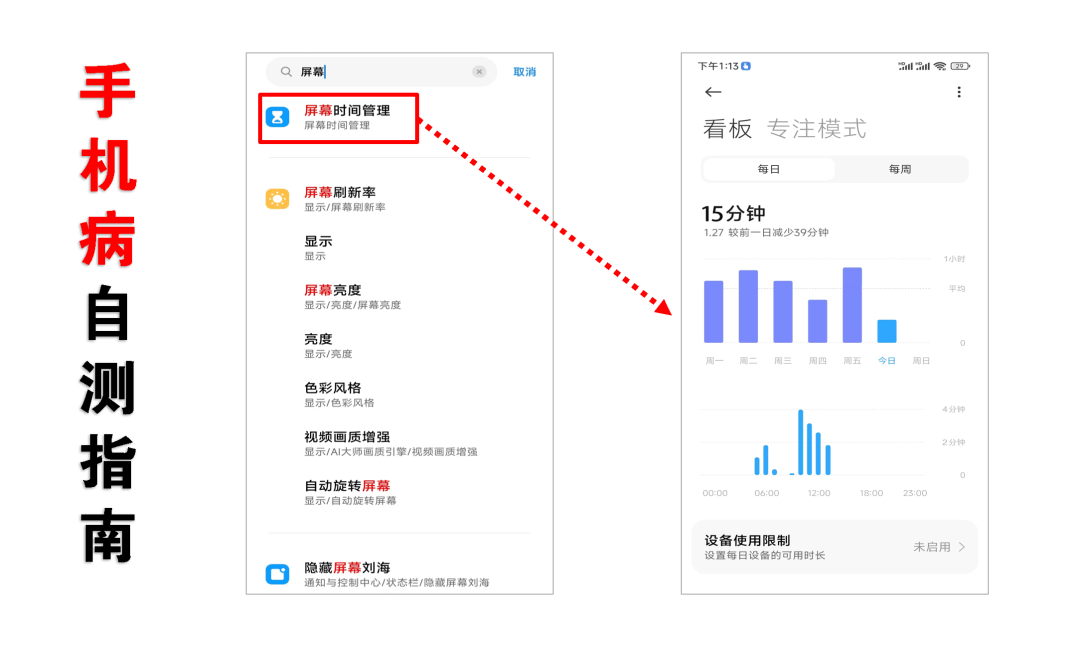 手机病自测指南
屏幕
取消
屏幕时间管理
屏幕时间管理
屏幕刷新率
显示/屏幕刷新率
显示
显示
屏幕亮度
显示/亮度/屏幕亮度
亮度
显示/亮度
色彩风格
显示/色彩风格
视频画质增强
显示/AI大师画质引擎/视频画质增强
自动旋转屏幕
显示/自动旋转屏幕
隐藏屏幕刘海
通知与控制中心/状态栏/隐藏屏幕刘海
下午1:13
29
看板 专注模式
每日 每周
15分钟
1.27 较前一日减少39分钟
1小时
平均
0
周一 周二 周三 周四 周五 今日 周日
4分钟
2分钟
0
00:00 06:00 12:00 18:00 23:00
设备使用限制
设置每日设备的可用时长
未启用